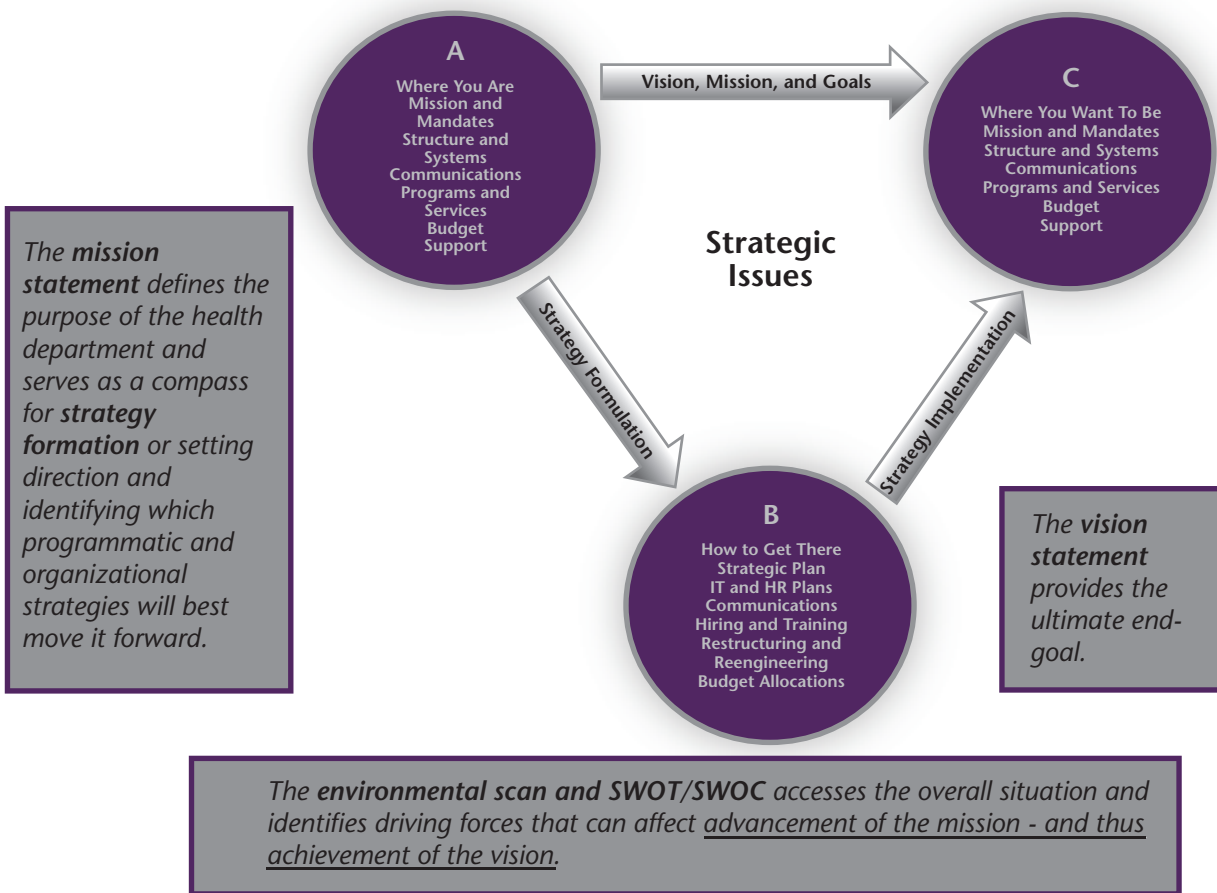 A
Where You Are
Mission and
Mandates
Structure and
Systems
Communications
Programs and
Services
Budget
Support
Vision, Mission, and Goals
C
Where You Want To Be
Mission and Mandates
Structure and Systems
Communications
Programs and Services
Budget
Support
Strategic
Issues
The mission
statement defines the
purpose of the health
department and
serves as a compass
for strategy
formation or setting
direction and
identifying which
programmatic and
organizational
strategies will best
move it forward.
Strategy Formulation
Strategy Implementation
B
How to Get There
Strategic Plan
IT and HR Plans
Communications
Hiring and Training
Restructuring and
Reengineering
Budget Allocations
The vision
statement
provides the
ultimate end-
goal.
The environmental scan and SWOT/SWOC accesses the overall situation and
identifies driving forces that can affect advancement of the mission - and thus
achievement of the vision.